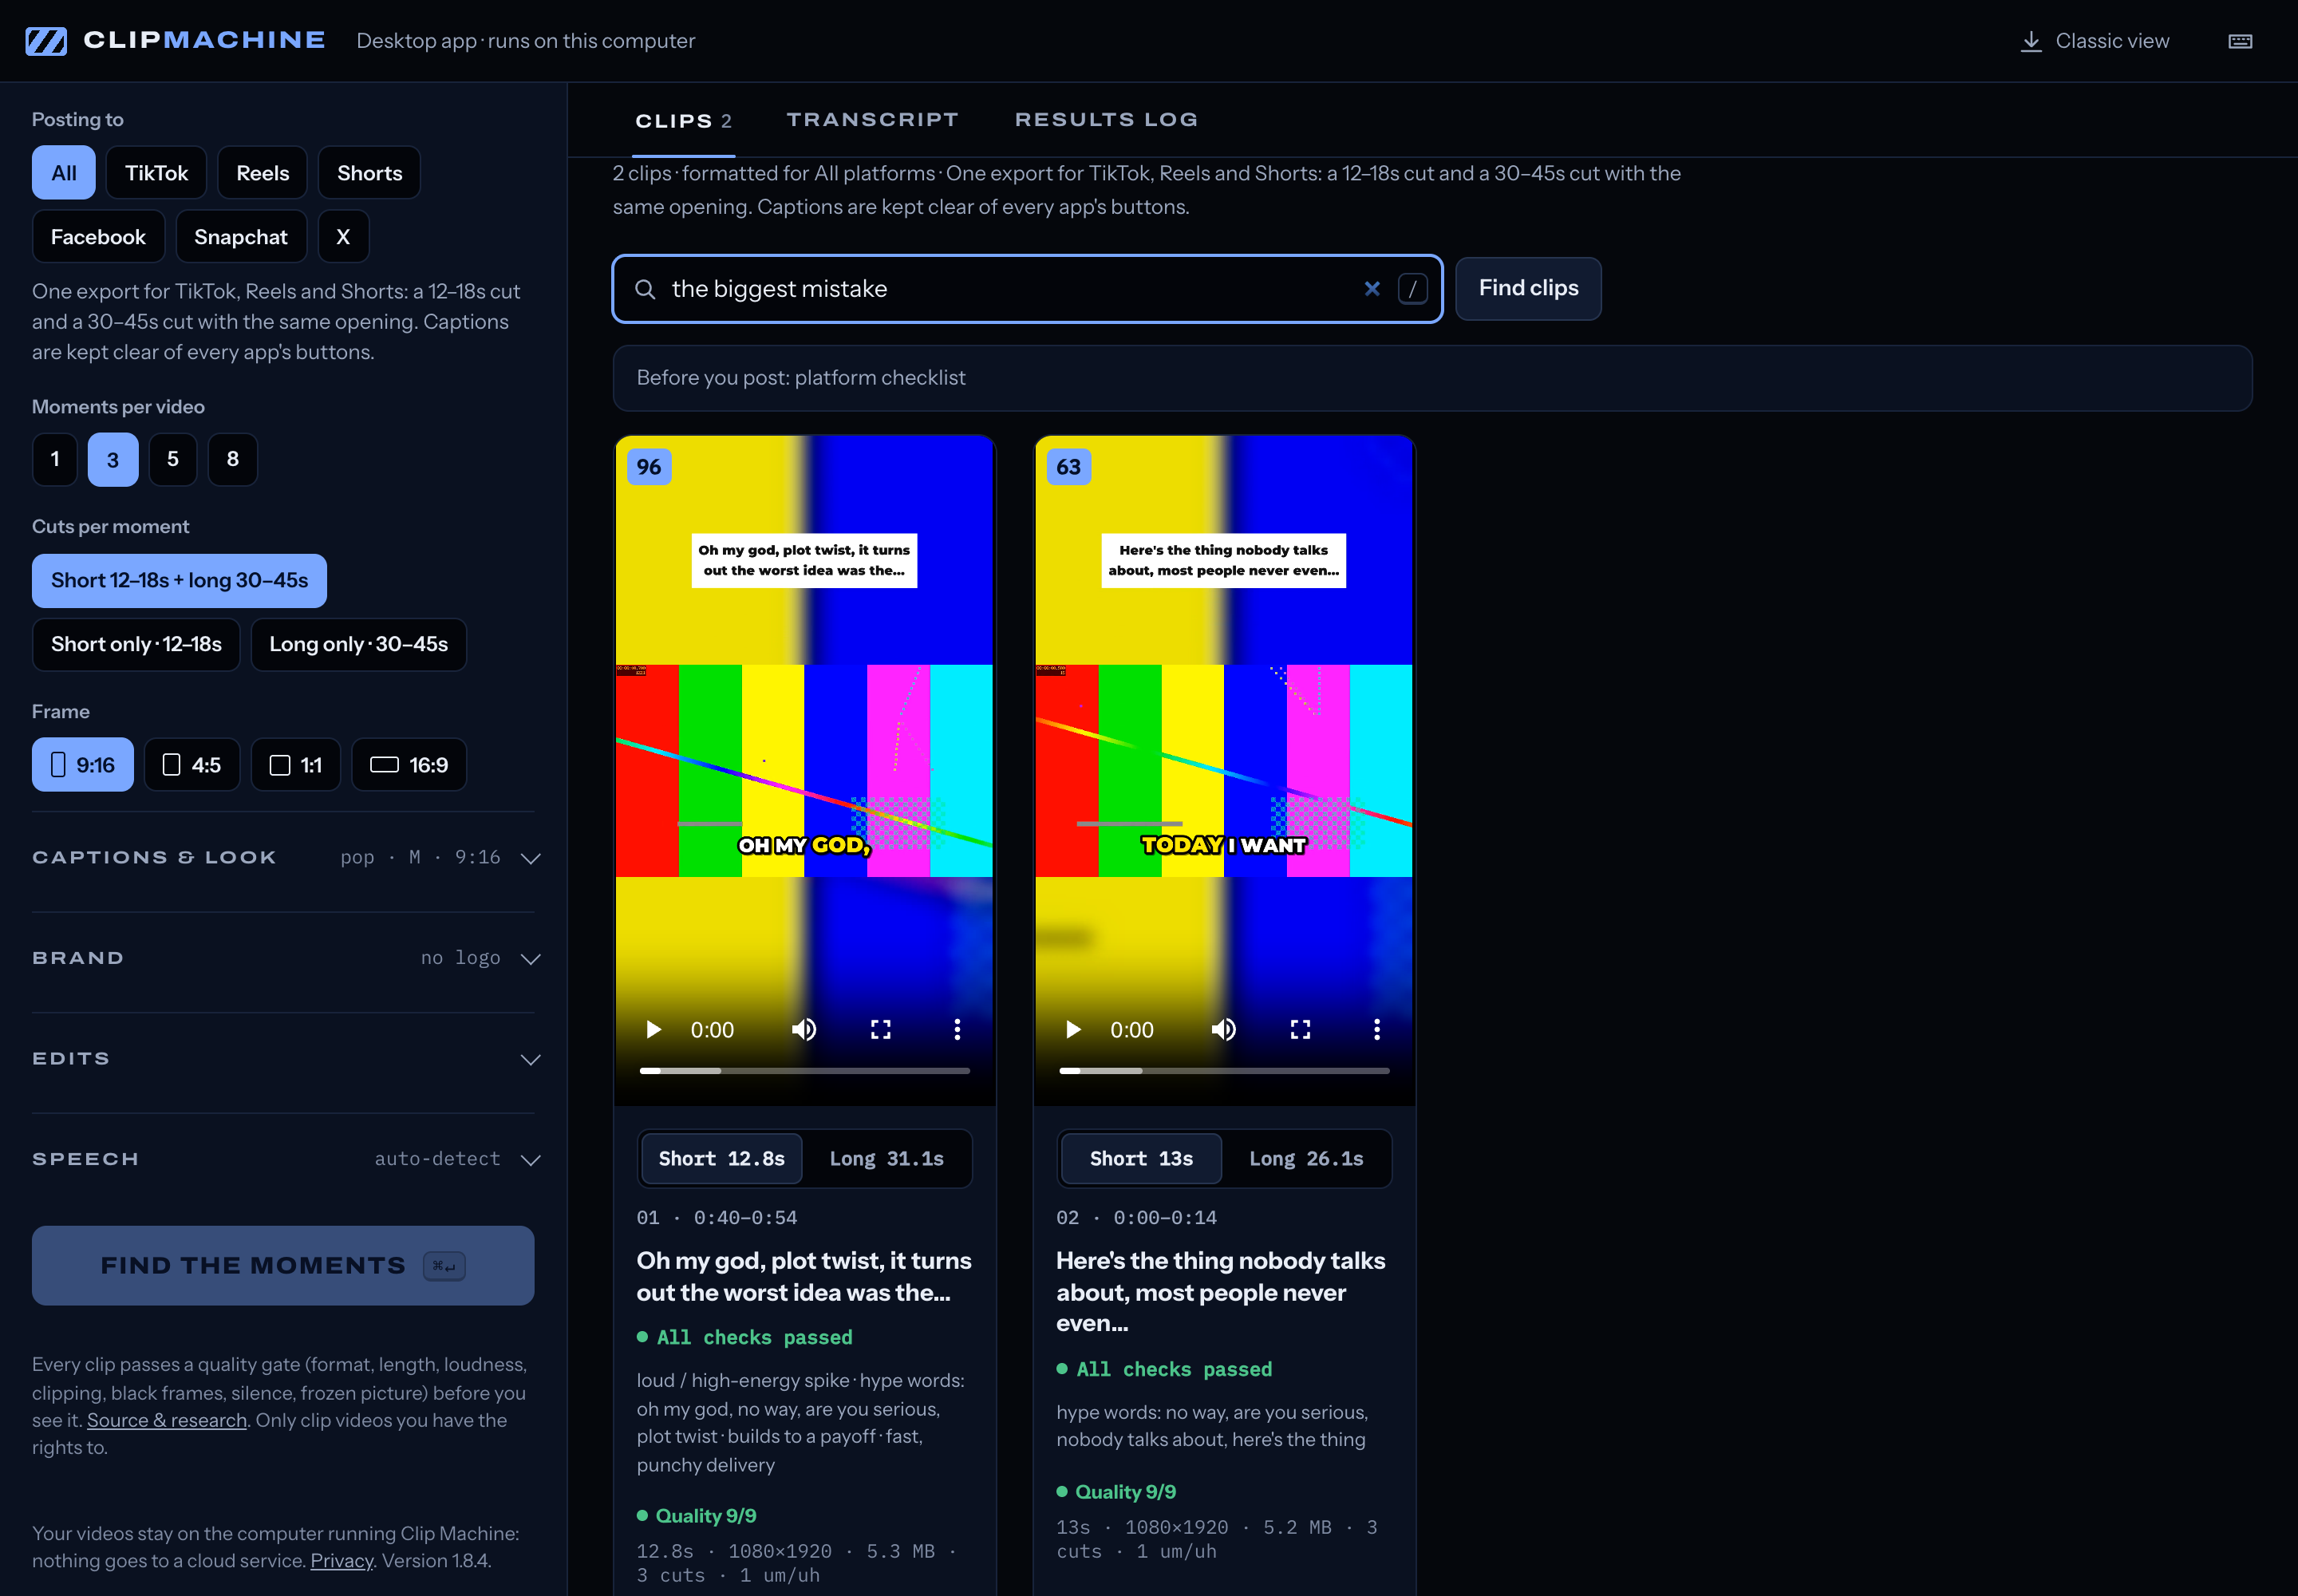 CLIPMACHINE Desktop app · runs on this computer Classic view
Posting to
All TikTok Reels Shorts
Facebook Snapchat X
One export for TikTok, Reels and Shorts: a 12–18s cut
and a 30–45s cut with the same opening. Captions
are kept clear of every app's buttons.
Moments per video
1 3 5 8
Cuts per moment
Short 12–18s + long 30–45s
Short only · 12–18s Long only · 30–45s
Frame
9:16 4:5 1:1 16:9
CAPTIONS & LOOK pop · M · 9:16
BRAND no logo
EDITS
SPEECH auto-detect
FIND THE MOMENTS ⌘↵
Every clip passes a quality gate (format, length, loudness,
clipping, black frames, silence, frozen picture) before you
see it. Source & research. Only clip videos you have the
rights to.
Your videos stay on the computer running Clip Machine:
nothing goes to a cloud service. Privacy. Version 1.8.4.
CLIPS 2 TRANSCRIPT RESULTS LOG
2 clips · formatted for All platforms · One export for TikTok, Reels and Shorts: a 12–18s cut and a 30–45s cut with the
same opening. Captions are kept clear of every app's buttons.
the biggest mistake × / Find clips
Before you post: platform checklist
96
Oh my god, plot twist, it turns
out the worst idea was the...
OH MY GOD,
0:00
Short 12.8s Long 31.1s
01 · 0:40–0:54
Oh my god, plot twist, it turns
out the worst idea was the...
All checks passed
loud / high-energy spike · hype words:
oh my god, no way, are you serious,
plot twist · builds to a payoff · fast,
punchy delivery
Quality 9/9
12.8s · 1080×1920 · 5.3 MB ·
3 cuts · 1 um/uh
63
Here's the thing nobody talks
about, most people never even...
TODAY I WANT
0:00
Short 13s Long 26.1s
02 · 0:00–0:14
Here's the thing nobody talks
about, most people never
even...
All checks passed
hype words: no way, are you serious,
nobody talks about, here's the thing
Quality 9/9
13s · 1080×1920 · 5.2 MB · 3
cuts · 1 um/uh